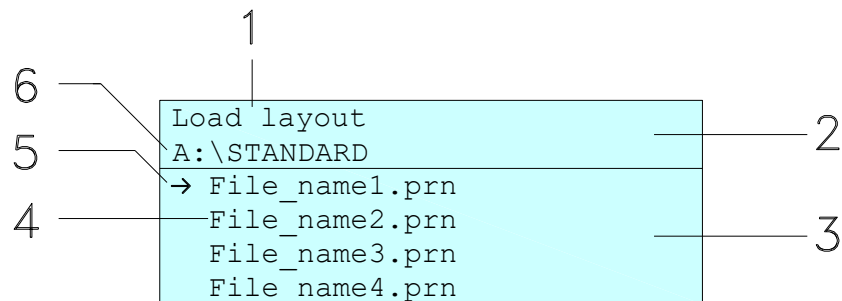 1
6
Load layout
2
A:\STANDARD
5
→ File_name1.prn
4
File_name2.prn
3
File_name3.prn
File_name4.prn